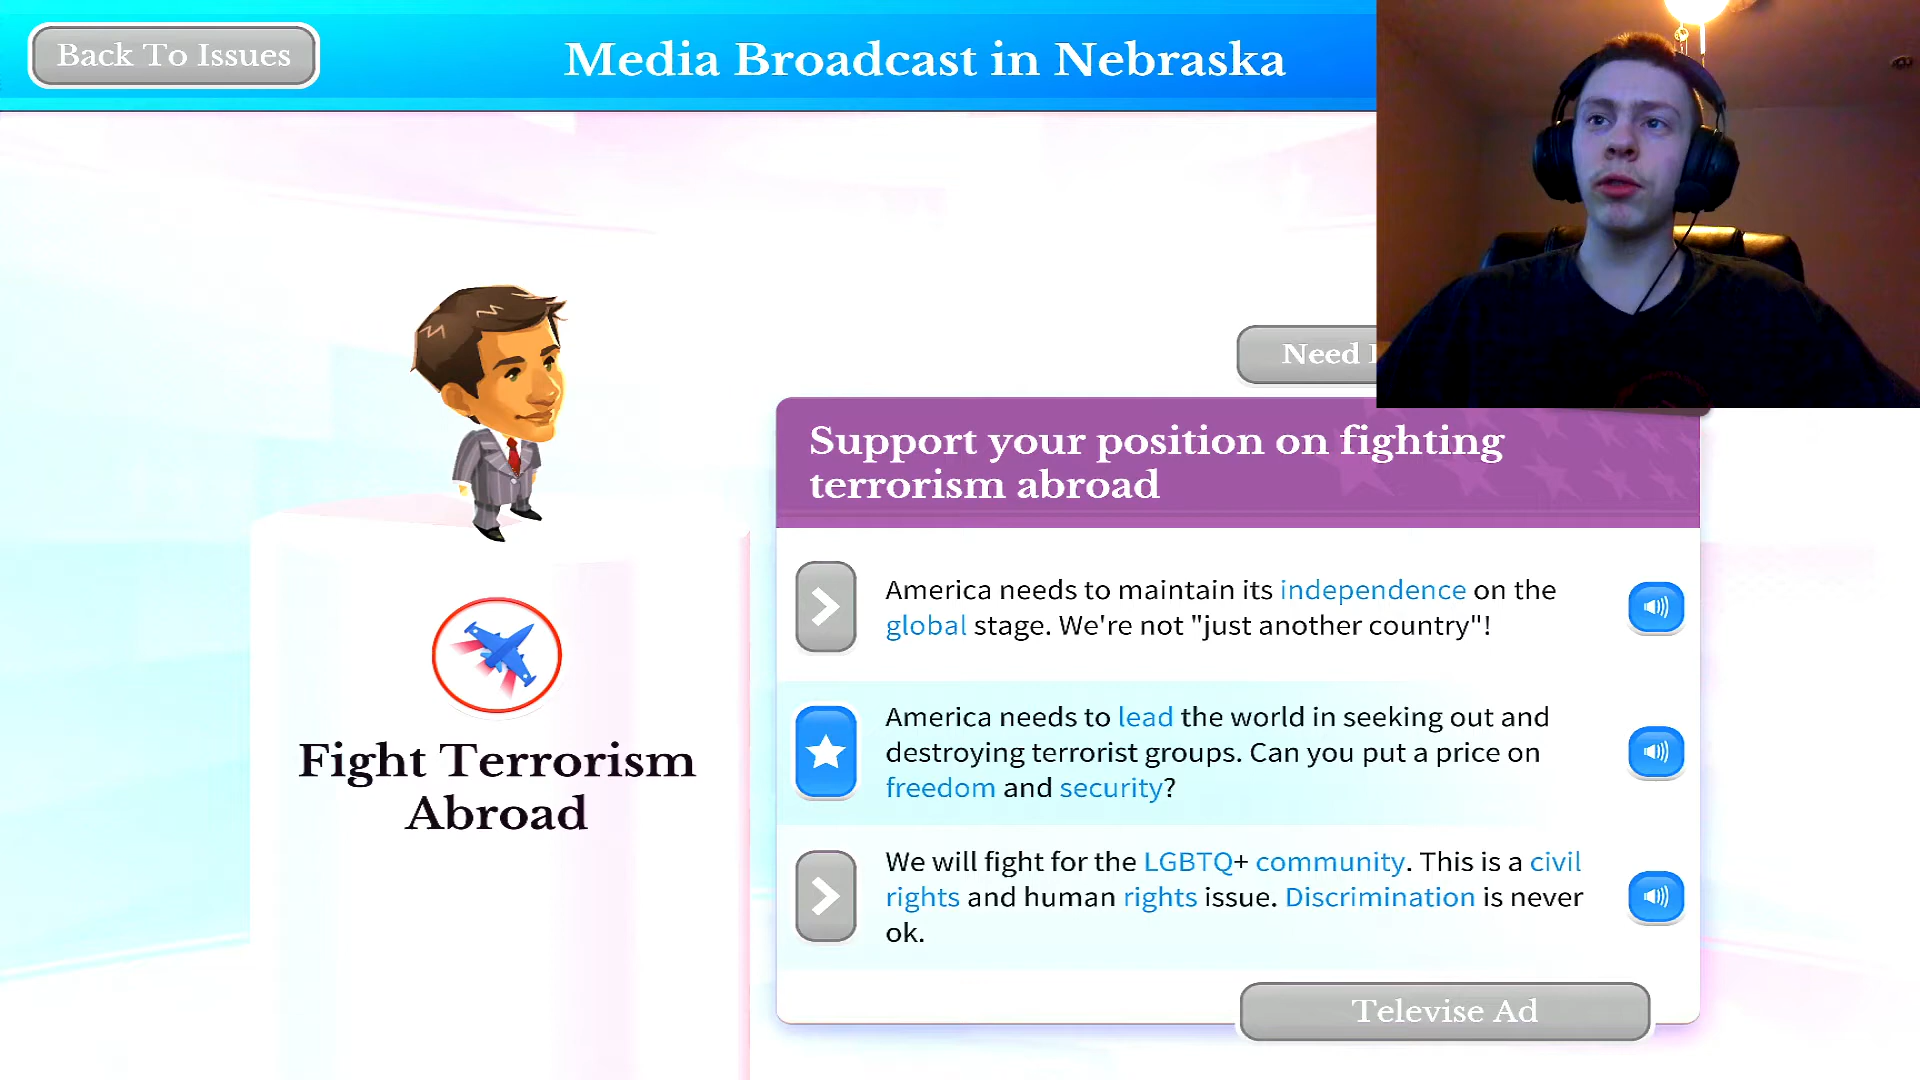 Back To Issues
Media Broadcast in Nebraska
Need
Support your position on fighting
terrorism abroad
America needs to maintain its independence on the
global stage. We're not "just another country"!
America needs to lead the world in seeking out and
destroying terrorist groups. Can you put a price on
freedom and security?
We will fight for the LGBTQ+ community. This is a civil
rights and human rights issue. Discrimination is never
ok.
Fight Terrorism
Abroad
Televise Ad